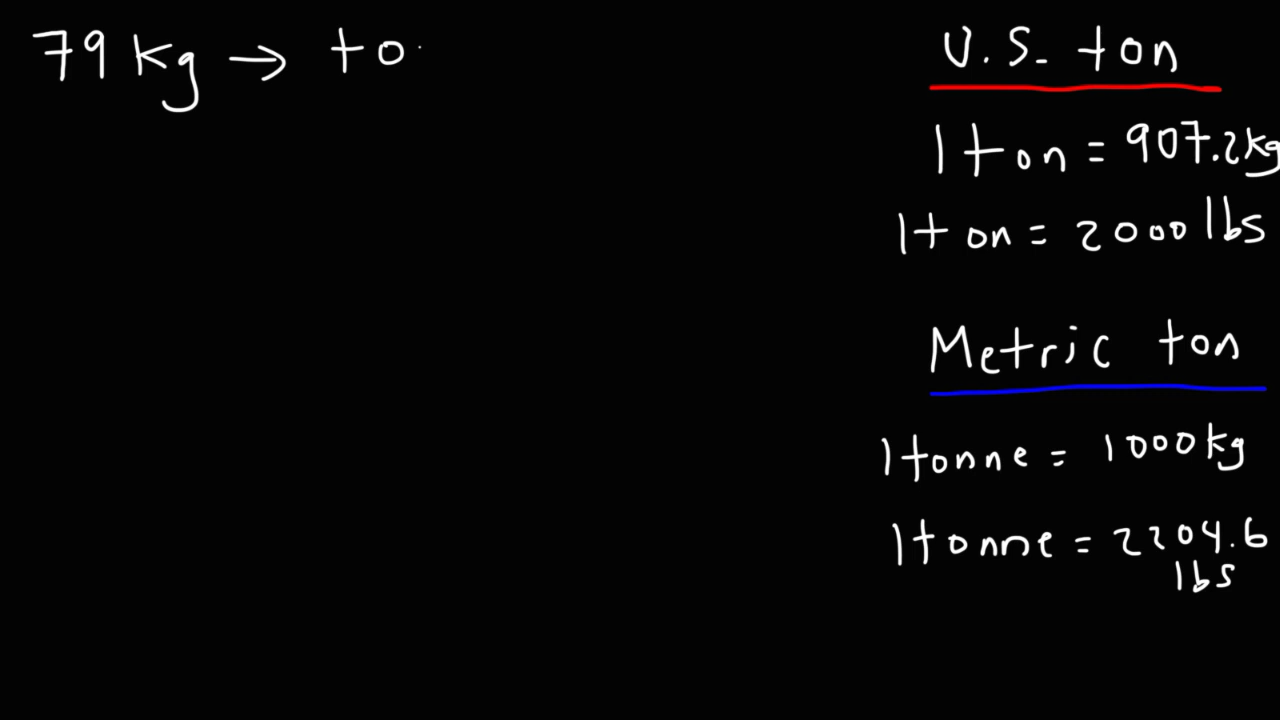 79 kg → to
U.S. ton
1 ton = 907.2 kg
1 ton = 2000 lbs
Metric ton
1 tonne = 1000 kg
1 tonne = 2204.6
lbs